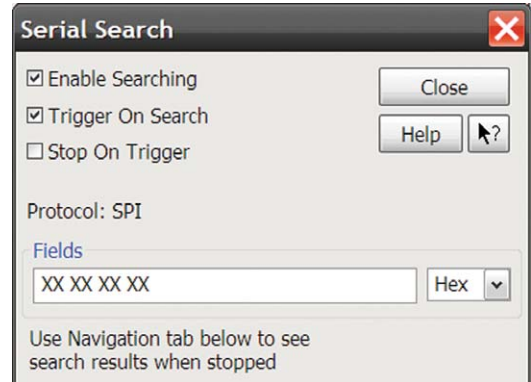 Serial Search
Enable Searching
Close
Trigger On Search
Help
?
Stop On Trigger
Protocol: SPI
Fields
XX XX XX XX
Hex
Use Navigation tab below to see
search results when stopped